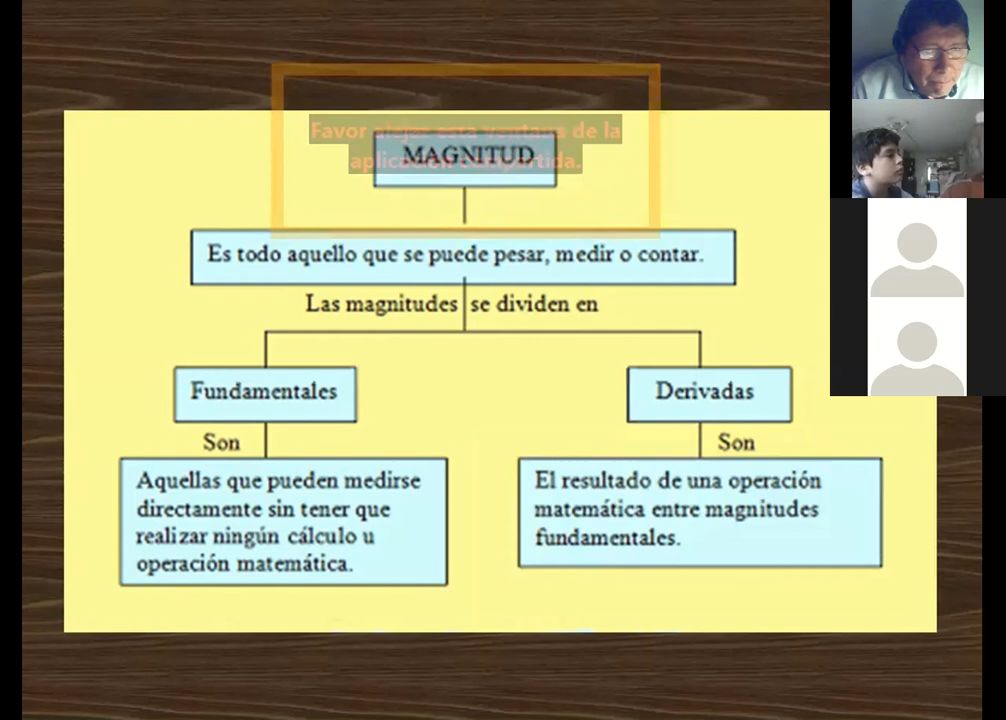 Favor alejar esta ventana de la
aplicación compartida.
MAGNITUD
Es todo aquello que se puede pesar, medir o contar.
Las magnitudes se dividen en
Fundamentales
Derivadas
Son
Son
Aquellas que pueden medirse
directamente sin tener que
realizar ningún cálculo u
operación matemática.
El resultado de una operación
matemática entre magnitudes
fundamentales.